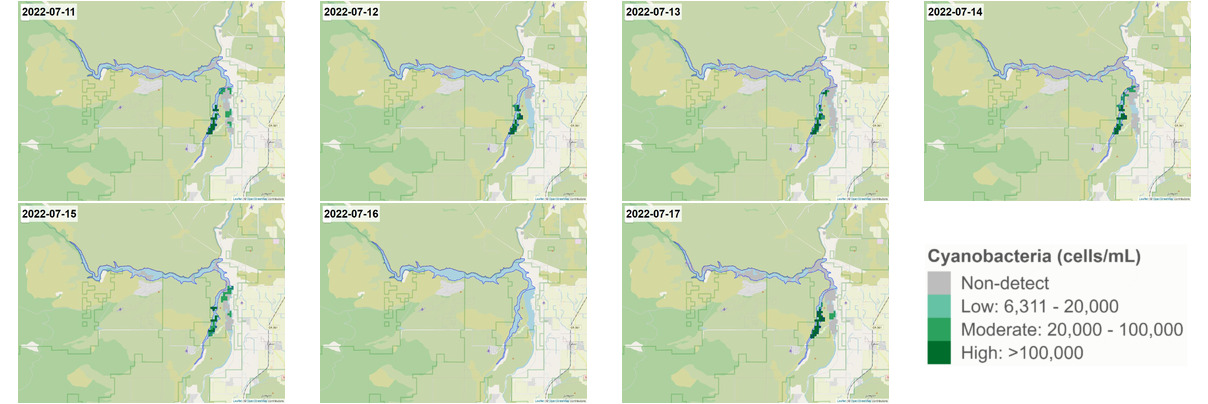 2022-07-11
2022-07-12
2022-07-13
2022-07-14
2022-07-15
2022-07-16
2022-07-17
Cyanobacteria (cells/mL)
Non-detect
Low: 6,311 - 20,000
Moderate: 20,000 - 100,000
High: >100,000